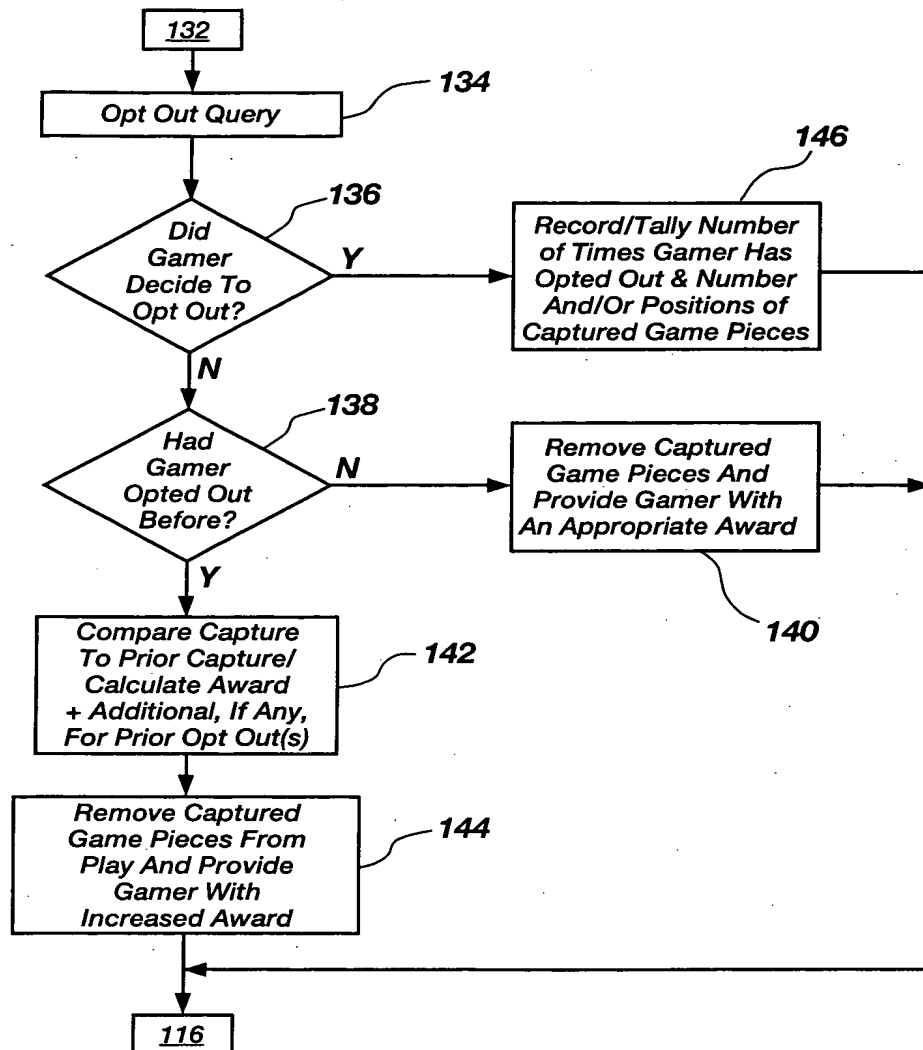 132
134
Opt Out Query
136
Did
Gamer
Decide To
Opt Out?
Y
146
Record/Tally Number
of Times Gamer Has
Opted Out & Number
And/Or Positions of
Captured Game Pieces
N
138
Had
Gamer
Opted Out
Before?
N
Remove Captured
Game Pieces And
Provide Gamer With
An Appropriate Award
140
Y
Compare Capture
To Prior Capture/
Calculate Award
+ Additional, If Any,
For Prior Opt Out(s)
142
Remove Captured
Game Pieces From
Play And Provide
Gamer With
Increased Award
144
116